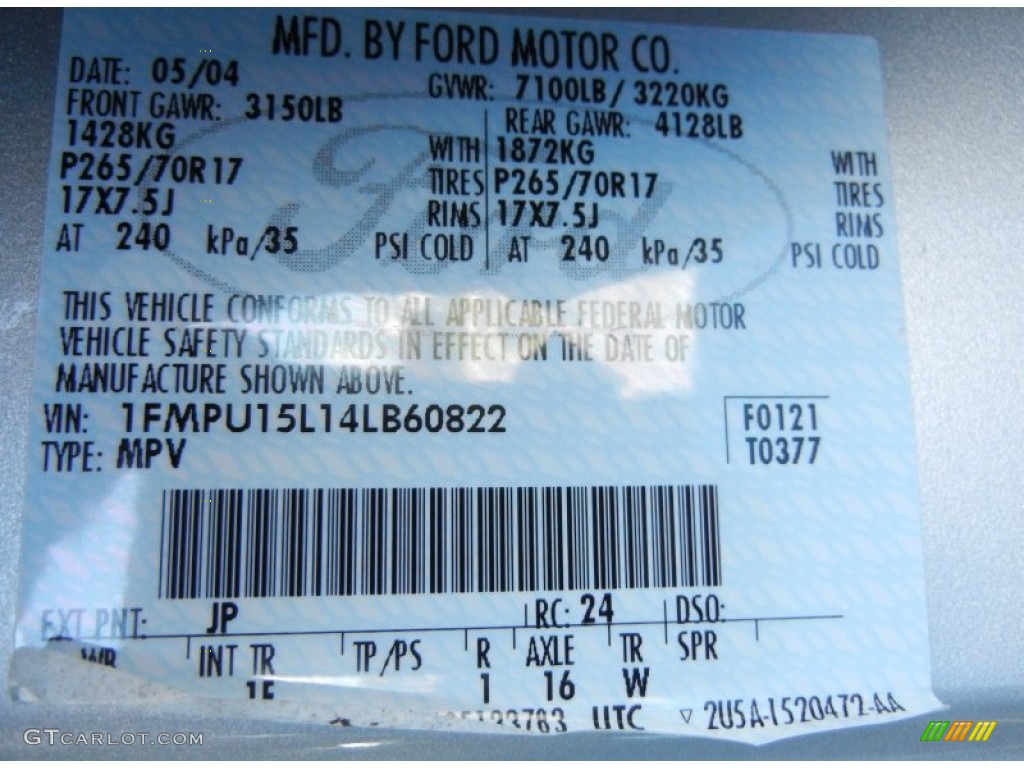 MFD. BY FORD MOTOR CO.
DATE: 05/04 GVWR: 7100LB / 3220KG
FRONT GAWR: 3150LB REAR GAWR: 4128LB
1428KG WITH 1872KG WITH
P265/70R17 TIRES P265/70R17 TIRES
17X7.5J RIMS 17X7.5J RIMS
AT 240 kPa/35 PSI COLD AT 240 kPa/35 PSI COLD
Ford
THIS VEHICLE CONFORMS TO ALL APPLICABLE FEDERAL MOTOR
VEHICLE SAFETY STANDARDS IN EFFECT ON THE DATE OF
MANUFACTURE SHOWN ABOVE.
VIN: 1FMPU15L14LB60822 F0121
TYPE: MPV T0377
EXT PNT: JP RC: 24 DSO:
WB INT TR TP/PS R AXLE TR SPR
1E 1 16 W
UTC ▽ 2U5A-1520472-AA
GTCARLOT.COM